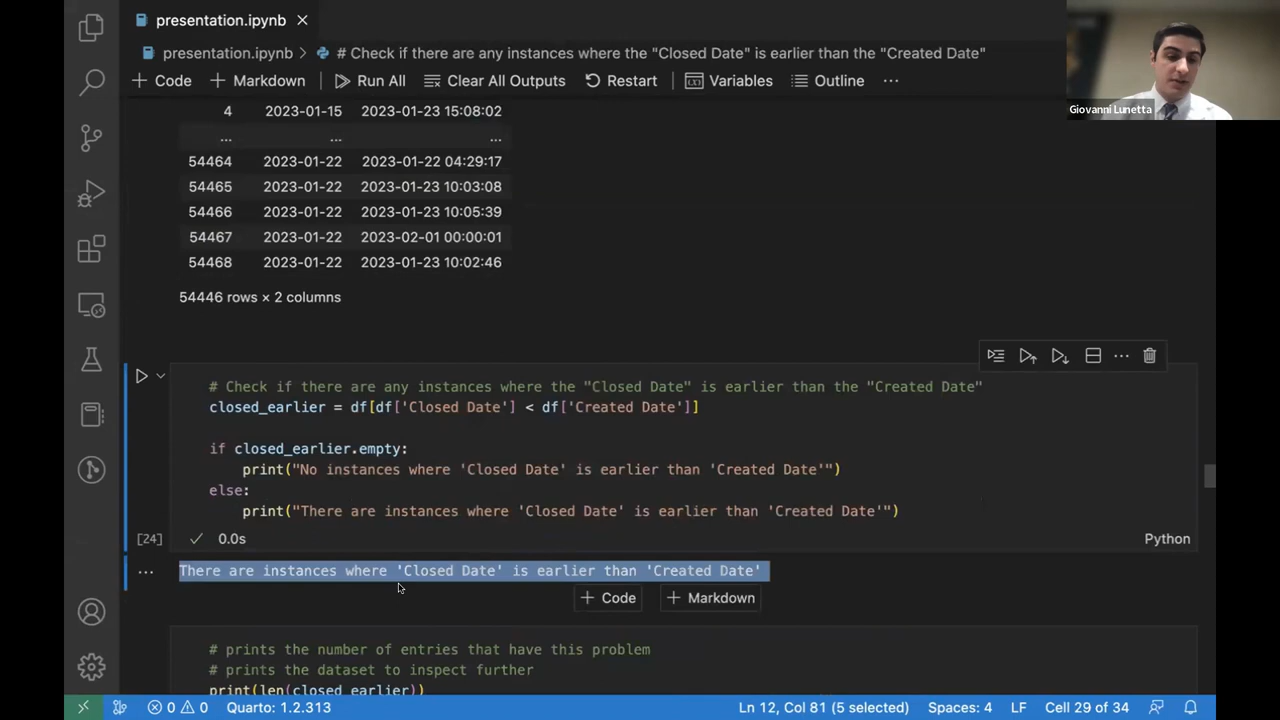 presentation.ipynb
presentation.ipynb > # Check if there are any instances where the "Closed Date" is earlier than the "Created Date"
+ Code + Markdown Run All Clear All Outputs Restart Variables Outline ...
Giovanni Lunetta
4 2023-01-15 2023-01-23 15:08:02
... ... ...
54464 2023-01-22 2023-01-22 04:29:17
54465 2023-01-22 2023-01-23 10:03:08
54466 2023-01-22 2023-01-23 10:05:39
54467 2023-01-22 2023-02-01 00:00:01
54468 2023-01-22 2023-01-23 10:02:46
54446 rows × 2 columns
# Check if there are any instances where the "Closed Date" is earlier than the "Created Date"
closed_earlier = df[df['Closed Date'] < df['Created Date']]
if closed_earlier.empty:
print("No instances where 'Closed Date' is earlier than 'Created Date'")
else:
print("There are instances where 'Closed Date' is earlier than 'Created Date'")
[24] 0.0s Python
There are instances where 'Closed Date' is earlier than 'Created Date'
+ Code + Markdown
# prints the number of entries that have this problem
# prints the dataset to inspect further
print(len(closed_earlier))
0 0 Quarto: 1.2.313 Ln 12, Col 81 (5 selected) Spaces: 4 LF Cell 29 of 34